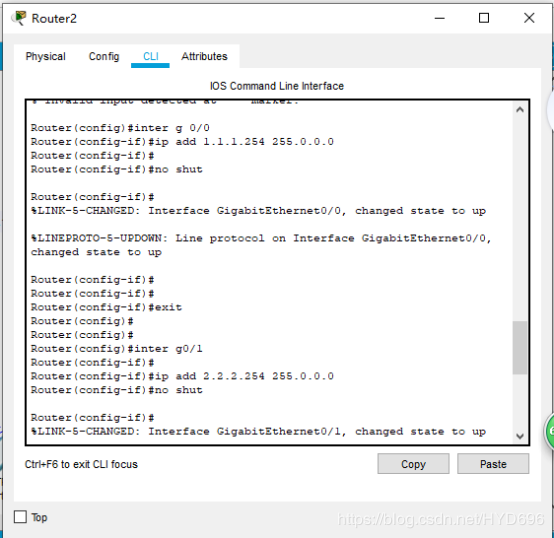 Router2
Physical Config CLI Attributes
IOS Command Line Interface
% Invalid input detected at marker.
Router(config)#inter g 0/0
Router(config-if)#ip add 1.1.1.254 255.0.0.0
Router(config-if)#
Router(config-if)#no shut
Router(config-if)#
%LINK-5-CHANGED: Interface GigabitEthernet0/0, changed state to up
%LINEPROTO-5-UPDOWN: Line protocol on Interface GigabitEthernet0/0,
changed state to up
Router(config-if)#
Router(config-if)#
Router(config-if)#exit
Router(config)#
Router(config)#
Router(config)#inter g0/1
Router(config-if)#
Router(config-if)#ip add 2.2.2.254 255.0.0.0
Router(config-if)#no shut
Router(config-if)#
%LINK-5-CHANGED: Interface GigabitEthernet0/1, changed state to up
Ctrl+F6 to exit CLI focus
Copy Paste
Top
https://blog.csdn.net/HYD696